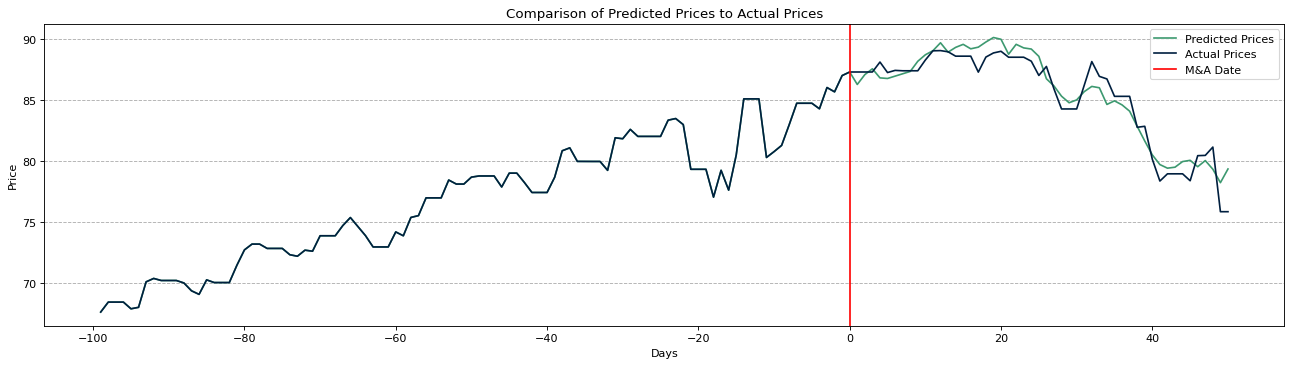 Comparison of Predicted Prices to Actual Prices
Predicted Prices
Actual Prices
M&A Date
90
85
80
75
70
Price
−100
−80
−60
−40
−20
0
20
40
Days